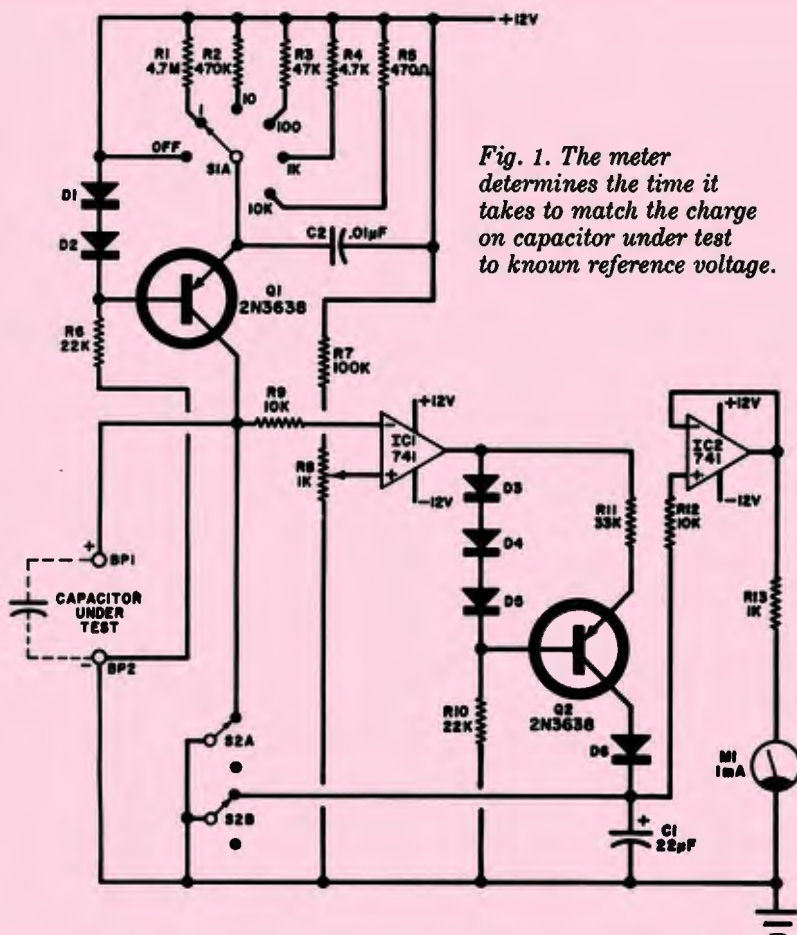 +12V
R1
4.7M
R2
470K
R3
47K
R4
4.7K
R5
470Ω
1
10
100
1K
10K
OFF
S1A
Fig. 1. The meter
determines the time it
takes to match the charge
on capacitor under test
to known reference voltage.
D1
D2
C2 .01µF
Q1
2N3638
R6
22K
R7
100K
R9
10K
R8
1K
+12V
IC1
741
-12V
-
+
D3
D4
D5
R11
33K
+12V
IC2
741
-12V
-
+
R12
10K
R13
1K
+
BP1
CAPACITOR
UNDER
TEST
-
BP2
R10
22K
Q2
2N3638
D6
M1
1mA
S2A
S2B
+
C1
22µF